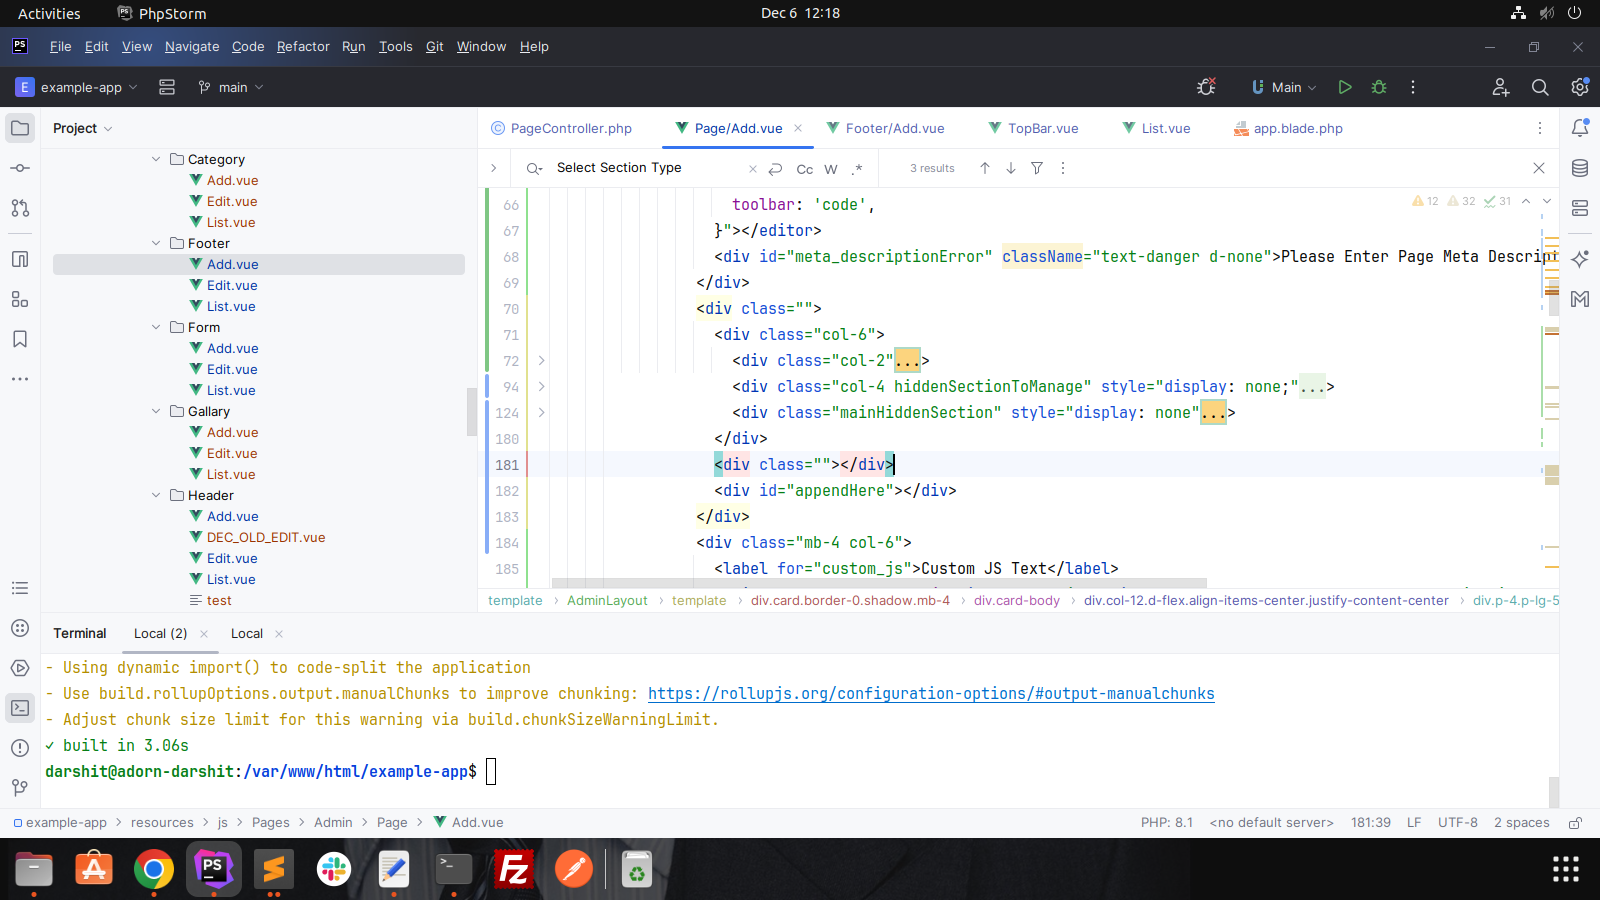 Activities PhpStorm Dec 6 12:18
PS File Edit View Navigate Code Refactor Run Tools Git Window Help
E example-app main Main
Project
PageController.php Page/Add.vue Footer/Add.vue TopBar.vue List.vue app.blade.php
Select Section Type Cc W .* 3 results
Category
Add.vue
Edit.vue
List.vue
Footer
Add.vue
Edit.vue
List.vue
Form
Add.vue
Edit.vue
List.vue
Gallary
Add.vue
Edit.vue
List.vue
Header
Add.vue
DEC_OLD_EDIT.vue
Edit.vue
List.vue
test
12 32 31
66 toolbar: 'code',
67 }"></editor>
68 <div id="meta_descriptionError" className="text-danger d-none">Please Enter Page Meta Descript
69 </div>
70 <div class="">
71 <div class="col-6">
72 <div class="col-2"...>
94 <div class="col-4 hiddenSectionToManage" style="display: none;"...>
124 <div class="mainHiddenSection" style="display: none"...>
180 </div>
181 <div class=""></div>
182 <div id="appendHere"></div>
183 </div>
184 <div class="mb-4 col-6">
185 <label for="custom_js">Custom JS Text</label>
template AdminLayout template div.card.border-0.shadow.mb-4 div.card-body div.col-12.d-flex.align-items-center.justify-content-center div.p-4.p-lg-5
Terminal Local (2) Local
- Using dynamic import() to code-split the application
- Use build.rollupOptions.output.manualChunks to improve chunking: https://rollupjs.org/configuration-options/#output-manualchunks
- Adjust chunk size limit for this warning via build.chunkSizeWarningLimit.
✓ built in 3.06s
darshit@adorn-darshit:/var/www/html/example-app$
example-app > resources > js > Pages > Admin > Page > Add.vue PHP: 8.1 <no default server> 181:39 LF UTF-8 2 spaces
PS
Fz